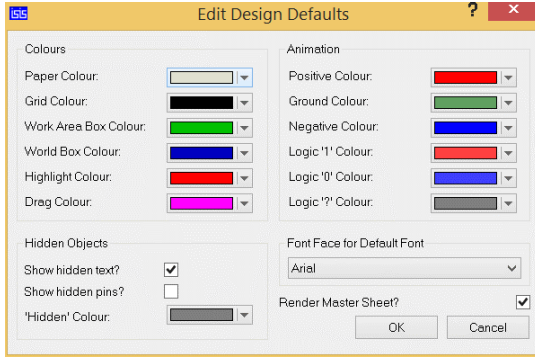 ISIS
Edit Design Defaults
?
Colours
Paper Colour:
Grid Colour:
Work Area Box Colour:
World Box Colour:
Highlight Colour:
Drag Colour:
Animation
Positive Colour:
Ground Colour:
Negative Colour:
Logic '1' Colour:
Logic '0' Colour:
Logic '?' Colour:
Hidden Objects
Show hidden text?
Show hidden pins?
'Hidden' Colour:
Font Face for Default Font
Arial
Render Master Sheet?
OK
Cancel